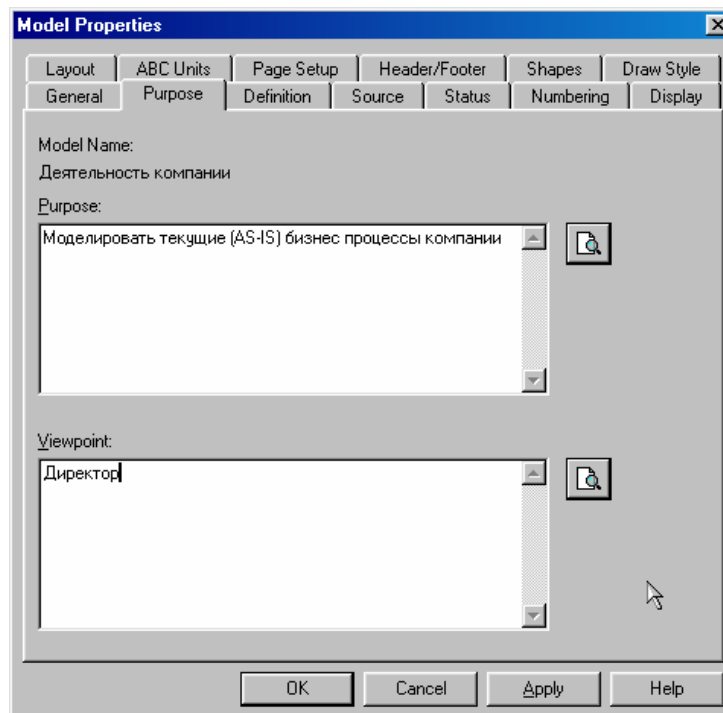 Model Properties
Layout ABC Units Page Setup Header/Footer Shapes Draw Style
General Purpose Definition Source Status Numbering Display
Model Name:
Деятельность компании
Purpose:
Моделировать текущие (AS-IS) бизнес процессы компании
Viewpoint:
Директор
OK Cancel Apply Help